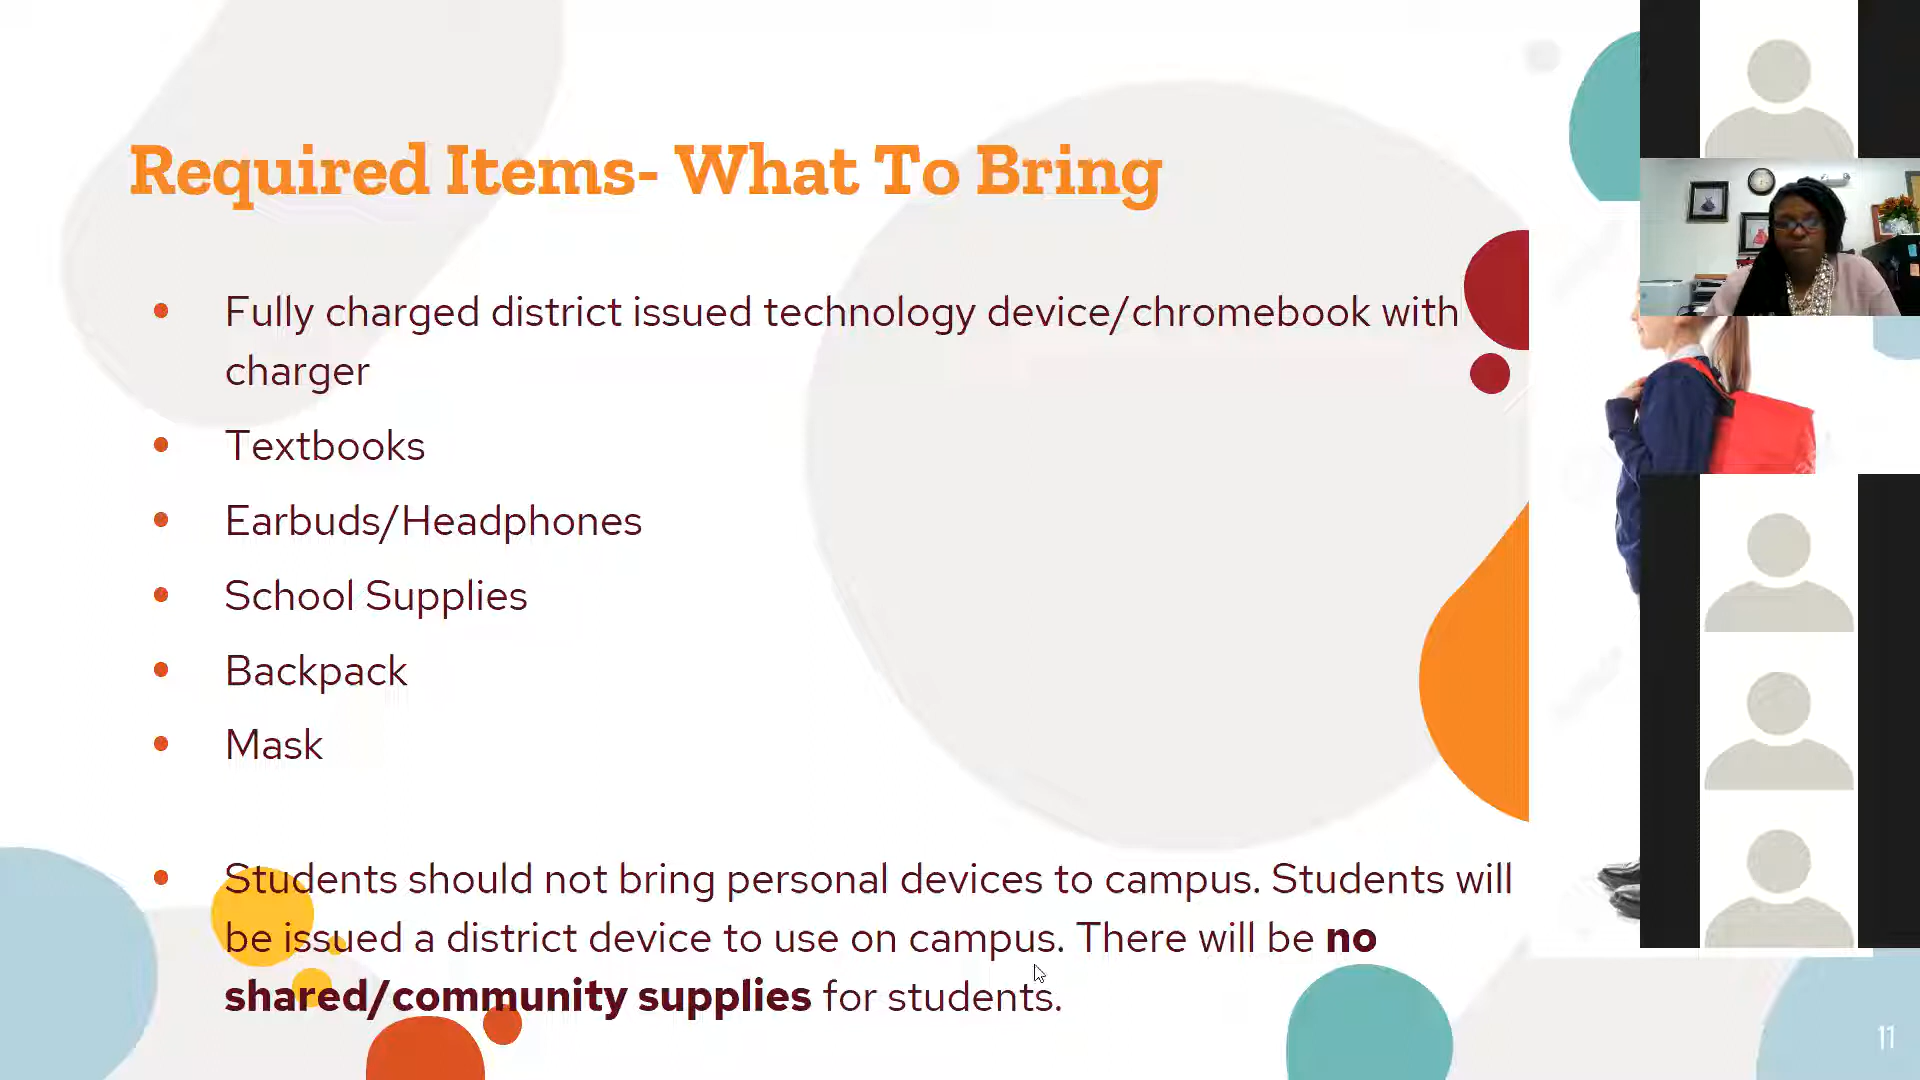 Required Items- What To Bring
Fully charged district issued technology device/chromebook with
charger
Textbooks
Earbuds/Headphones
School Supplies
Backpack
Mask
Students should not bring personal devices to campus. Students will
be issued a district device to use on campus. There will be no
shared/community supplies for students.
11